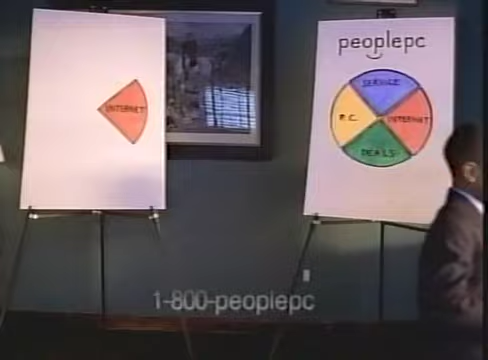 INTERNET
peoplepc
SERVICE
P.C.
INTERNET
DEALS
1-800-peoplepc